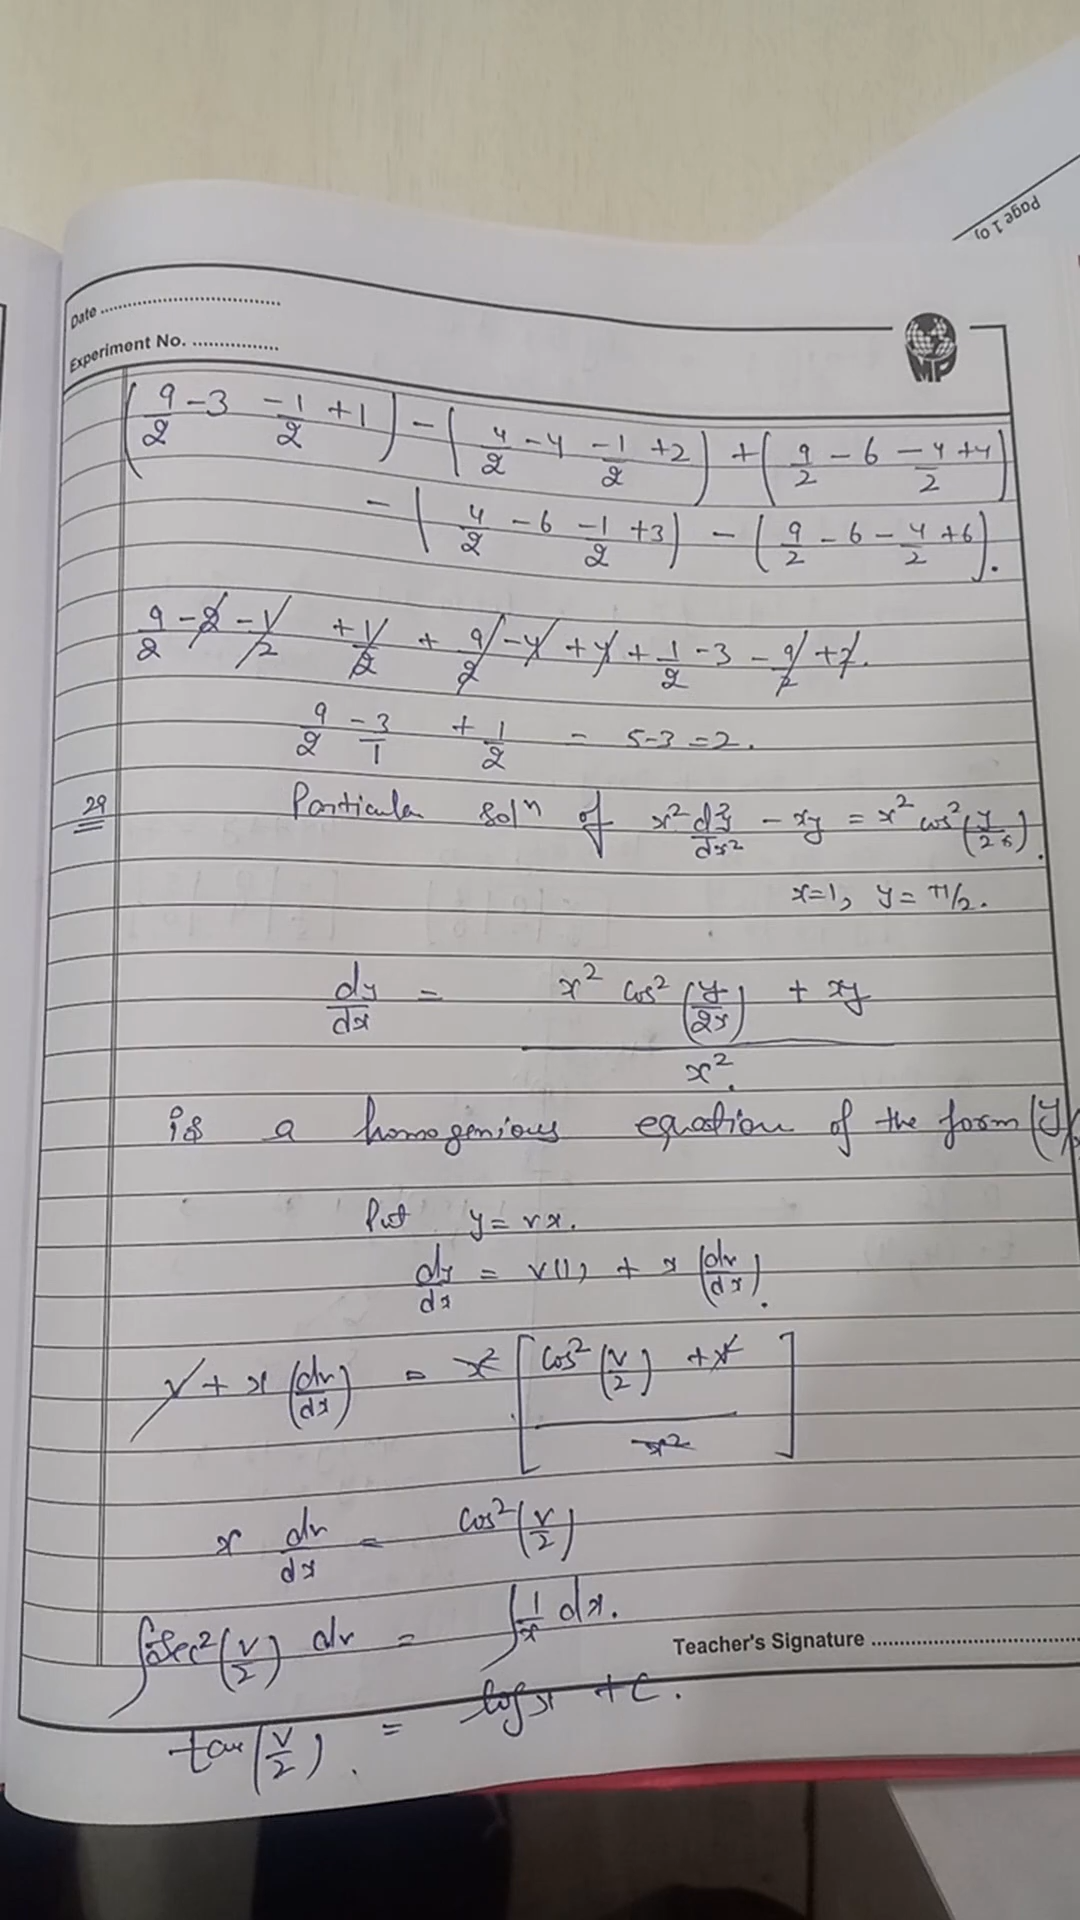 Page 1 o
Date
Experiment No.
MP
(9/2 - 3 - 1/2 + 1) - (4/2 - 4 - 1/2 + 2) + (9/2 - 6 - 4/2 + 4)
- (4/2 - 6 - 1/2 + 3) - (9/2 - 6 - 4/2 + 6).
9/2 - 2 - 1/2 + 1/2 + 9/2 - 4 + 4 + 1/2 - 3 - 9/2 + 2.
9/2 - 3/1 + 1/2 = 5-3 = 2.
29 Particular solⁿ of x² d²y/dx² - xy = x² cos²(y/2x).
x=1, y = π/2.
dy/dx = x² cos²(y/2x) + xy / x².
is a homogenious equation of the form (y/x
Put y = vx.
dy/dx = v(1) + x (dv/dx).
v + x (dv/dx) = x² [cos²(v/2) + v / x²]
x dv/dx = cos²(v/2)
∫sec²(v/2) dv = ∫1/x dx.
Teacher's Signature
tan(v/2). = log x + c.